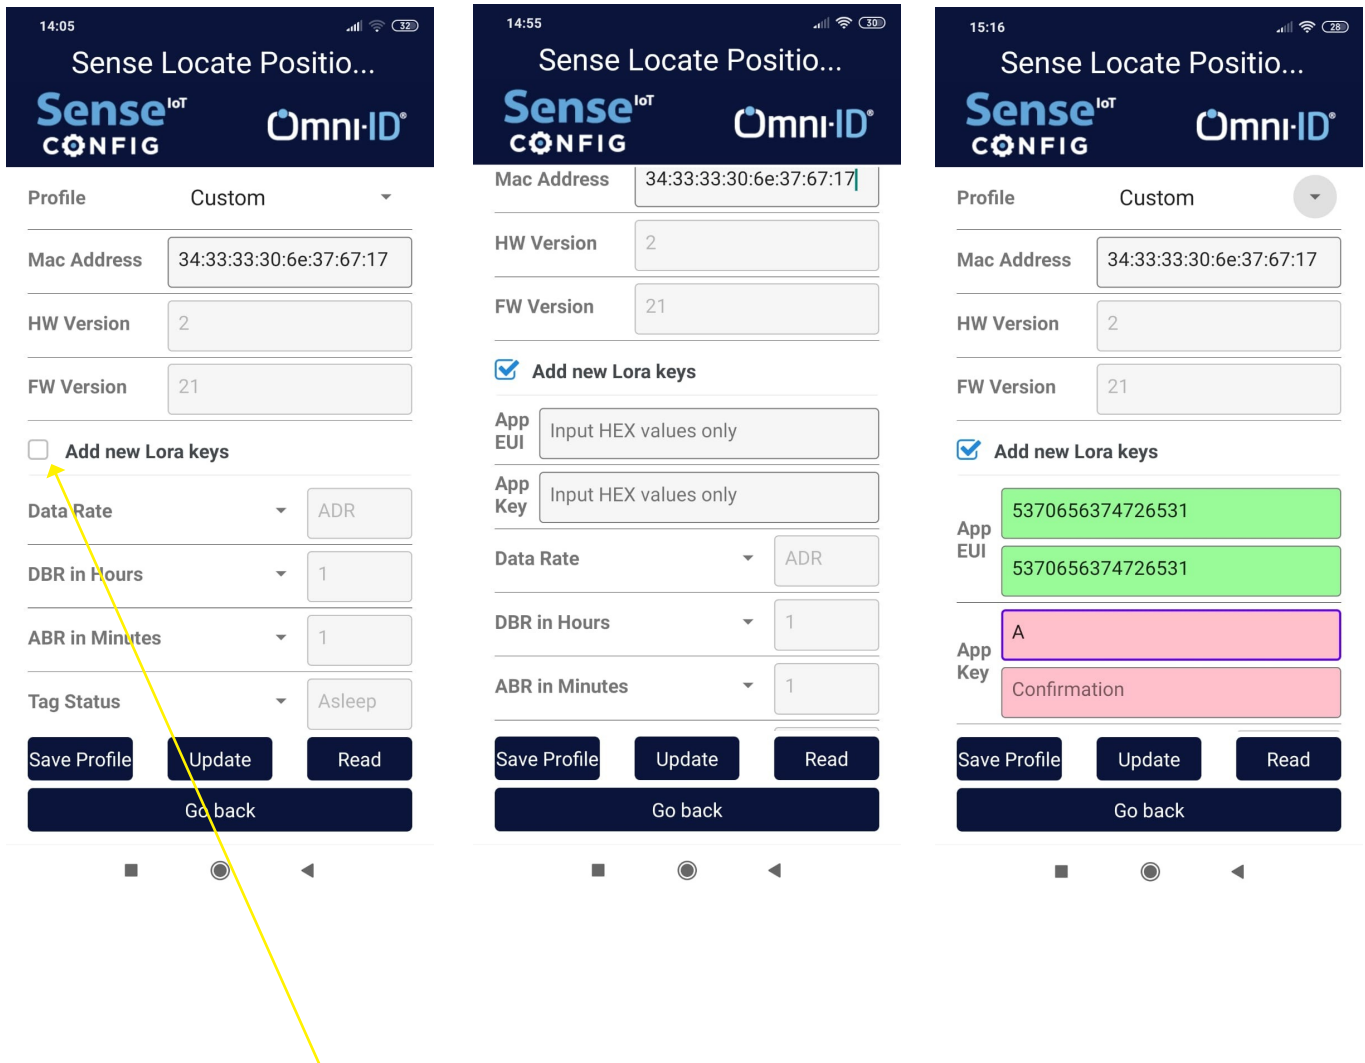 14:05
32
Sense Locate Positio...
Sense IoT
CONFIG
Omni-ID®
Profile Custom
Mac Address 34:33:33:30:6e:37:67:17
HW Version 2
FW Version 21
Add new Lora keys
Data Rate ADR
DBR in Hours 1
ABR in Minutes 1
Tag Status Asleep
Save Profile Update Read
Go back
14:55
30
Sense Locate Positio...
Sense IoT
CONFIG
Omni-ID®
Mac Address 34:33:33:30:6e:37:67:17
HW Version 2
FW Version 21
Add new Lora keys
App
EUI
Input HEX values only
App
Key
Input HEX values only
Data Rate ADR
DBR in Hours 1
ABR in Minutes 1
Save Profile Update Read
Go back
15:16
28
Sense Locate Positio...
Sense IoT
CONFIG
Omni-ID®
Profile Custom
Mac Address 34:33:33:30:6e:37:67:17
HW Version 2
FW Version 21
Add new Lora keys
App
EUI
5370656374726531
5370656374726531
App
Key
A
Confirmation
Save Profile Update Read
Go back